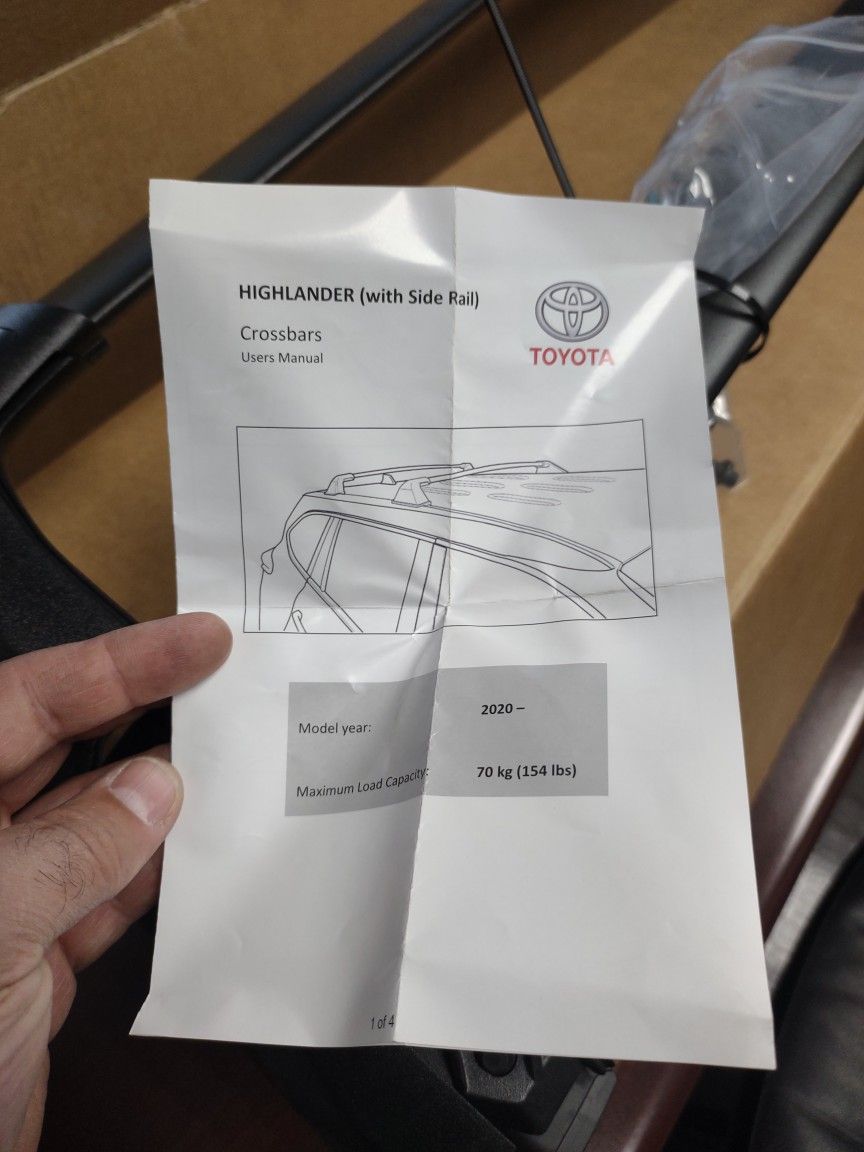 HIGHLANDER (with Side Rail)
Crossbars
Users Manual
TOYOTA
Model year: 2020 –
Maximum Load Capacity: 70 kg (154 lbs)
1 of 4